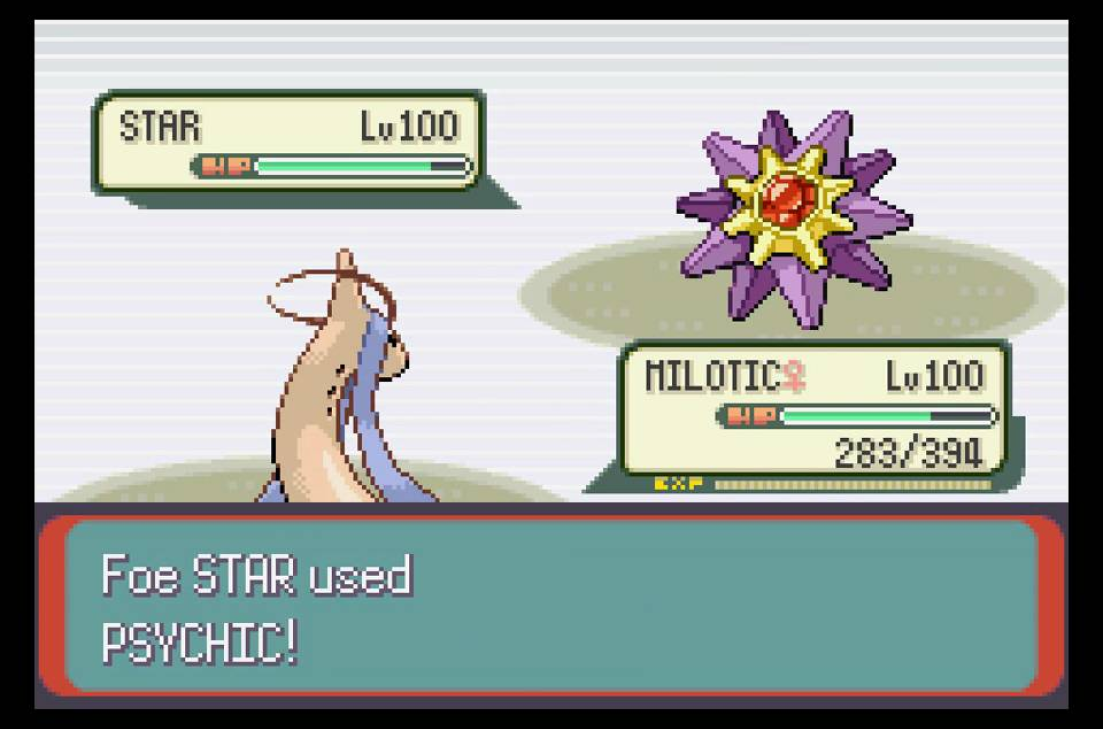 STAR Lv100
HP
MILOTIC♀ Lv100
HP
283/394
EXP
Foe STAR used
PSYCHIC!